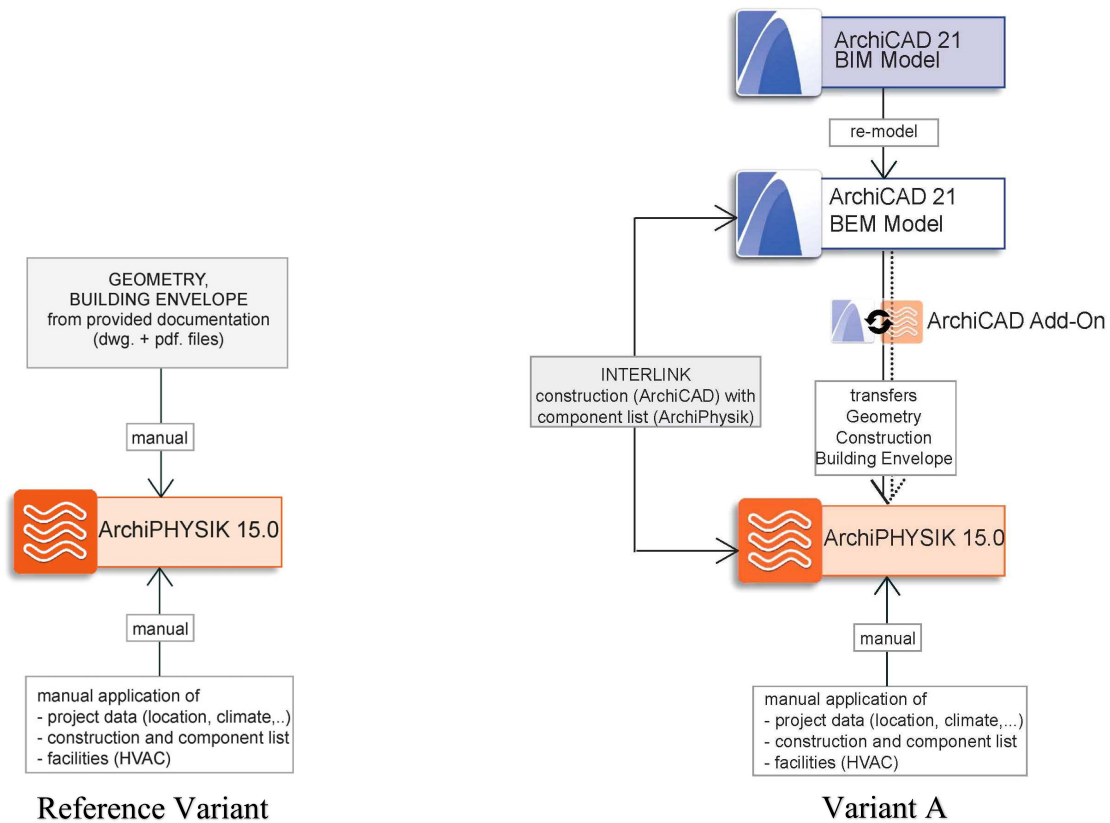 GEOMETRY,
BUILDING ENVELOPE
from provided documentation
(dwg. + pdf. files)
manual
ArchiPHYSIK 15.0
manual
manual application of
- project data (location, climate,..)
- construction and component list
- facilities (HVAC)
Reference Variant
ArchiCAD 21
BIM Model
re-model
ArchiCAD 21
BEM Model
ArchiCAD Add-On
INTERLINK
construction (ArchiCAD) with
component list (ArchiPhysik)
transfers
Geometry
Construction
Building Envelope
ArchiPHYSIK 15.0
manual
manual application of
- project data (location, climate,...)
- construction and component list
- facilities (HVAC)
Variant A